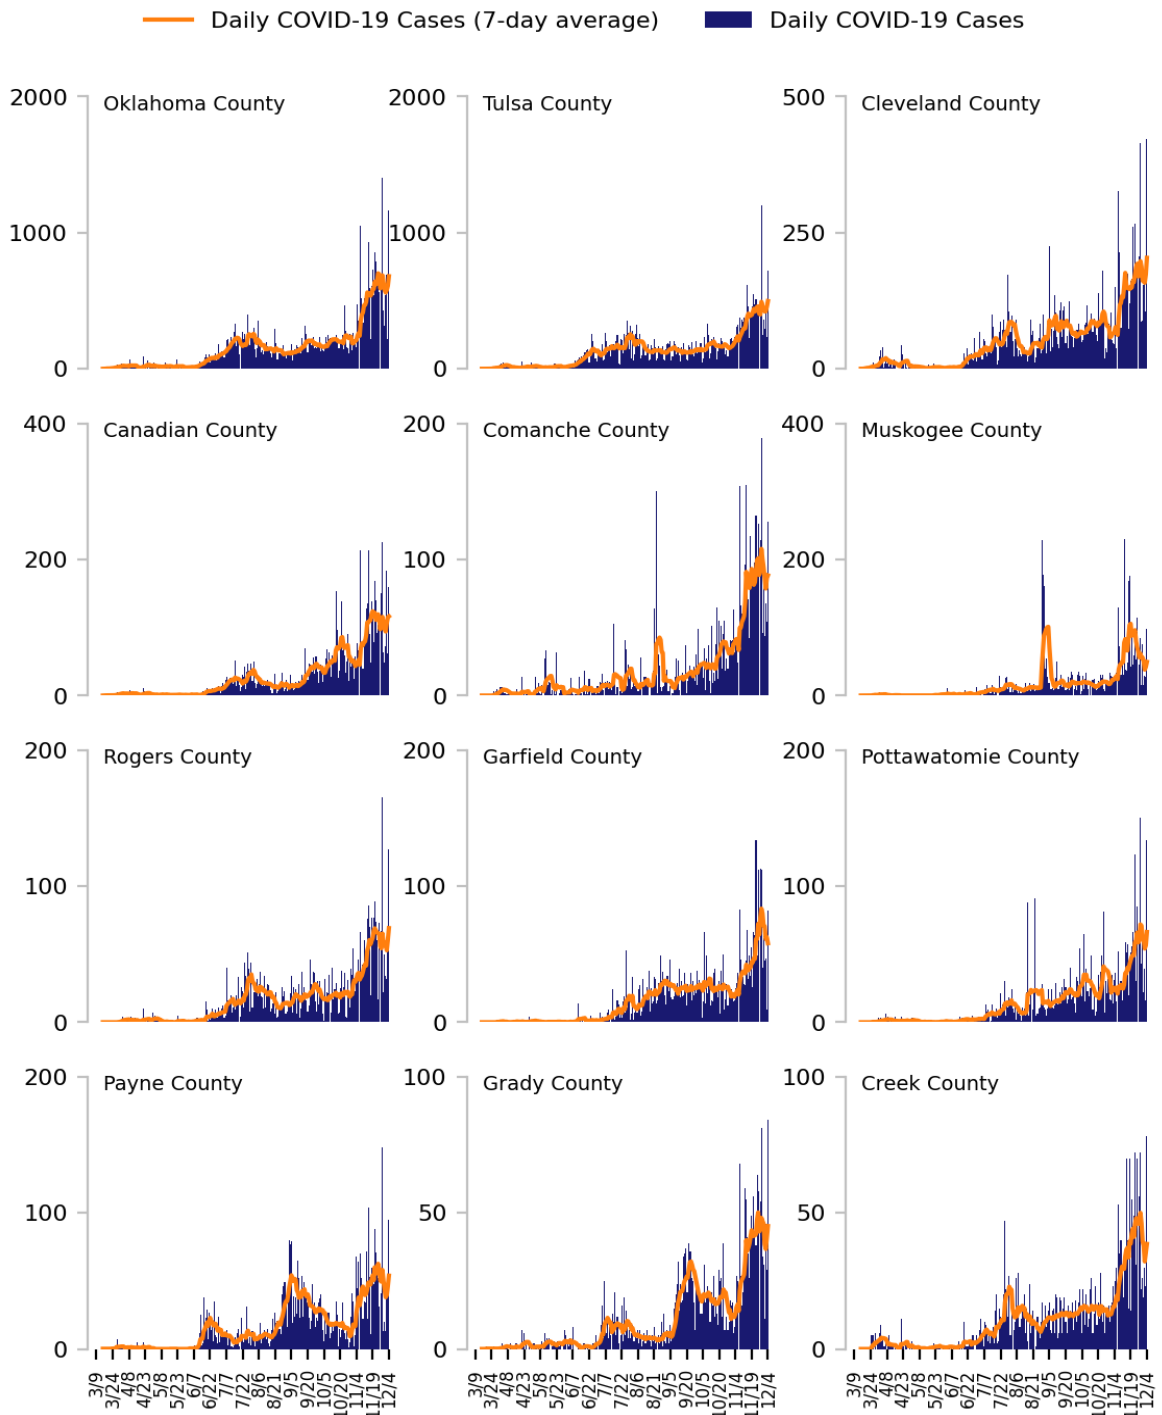 Daily COVID-19 Cases (7-day average) Daily COVID-19 Cases
2000 Oklahoma County 2000 Tulsa County 500 Cleveland County
1000 1000 250
0 0 0
400 Canadian County 200 Comanche County 400 Muskogee County
200 100 200
0 0 0
200 Rogers County 200 Garfield County 200 Pottawatomie County
100 100 100
0 0 0
200 Payne County 100 Grady County 100 Creek County
100 50 50
0 0 0
3/9 3/24 4/8 4/23 5/8 5/23 6/7 6/22 7/7 7/22 8/6 8/21 9/5 9/20 10/5 10/20 11/4 11/19 12/4 3/9 3/24 4/8 4/23 5/8 5/23 6/7 6/22 7/7 7/22 8/6 8/21 9/5 9/20 10/5 10/20 11/4 11/19 12/4 3/9 3/24 4/8 4/23 5/8 5/23 6/7 6/22 7/7 7/22 8/6 8/21 9/5 9/20 10/5 10/20 11/4 11/19 12/4